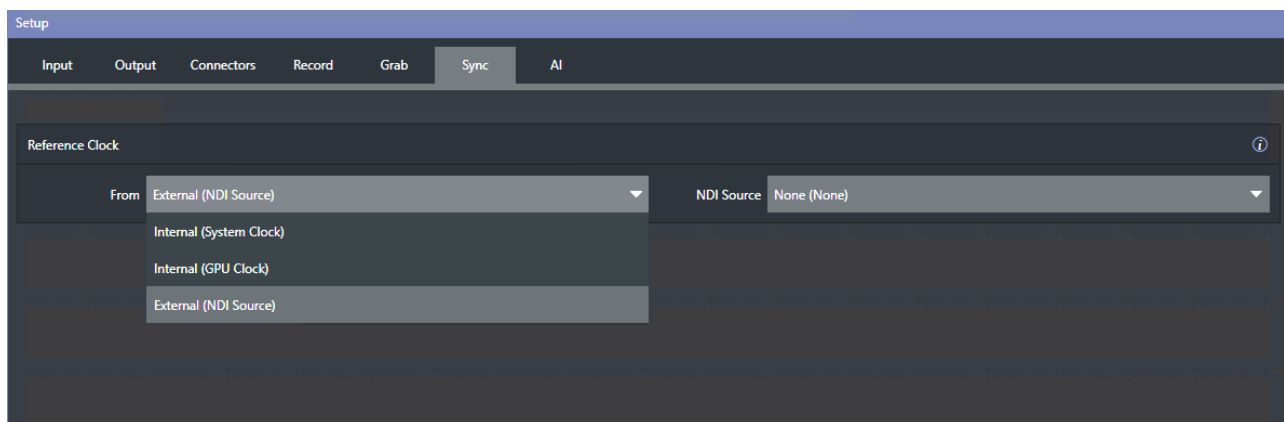 Setup
Input Output Connectors Record Grab Sync AI
Reference Clock
From External (NDI Source) NDI Source None (None)
Internal (System Clock)
Internal (GPU Clock)
External (NDI Source)